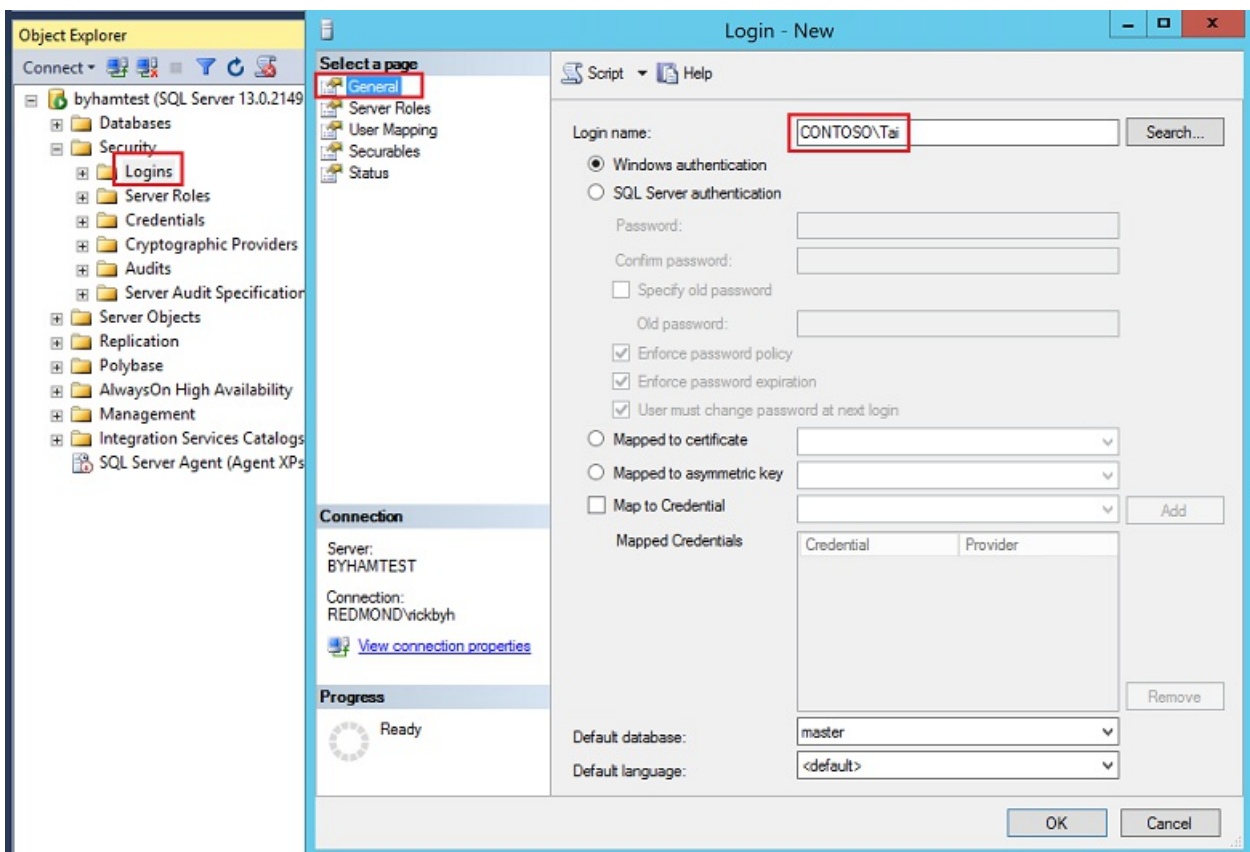 Object Explorer
Connect
byhamtest (SQL Server 13.0.2149
Databases
Security
Logins
Server Roles
Credentials
Cryptographic Providers
Audits
Server Audit Specification
Server Objects
Replication
Polybase
AlwaysOn High Availability
Management
Integration Services Catalogs
SQL Server Agent (Agent XPs
Login - New
Select a page
General
Server Roles
User Mapping
Securables
Status
Connection
Server:
BYHAMTEST
Connection:
REDMOND\rickbyh
View connection properties
Progress
Ready
Script Help
Login name: CONTOSO\Tai Search...
Windows authentication
SQL Server authentication
Password:
Confirm password:
Specify old password
Old password:
Enforce password policy
Enforce password expiration
User must change password at next login
Mapped to certificate
Mapped to asymmetric key
Map to Credential Add
Mapped Credentials Credential Provider
Remove
Default database: master
Default language: <default>
OK Cancel